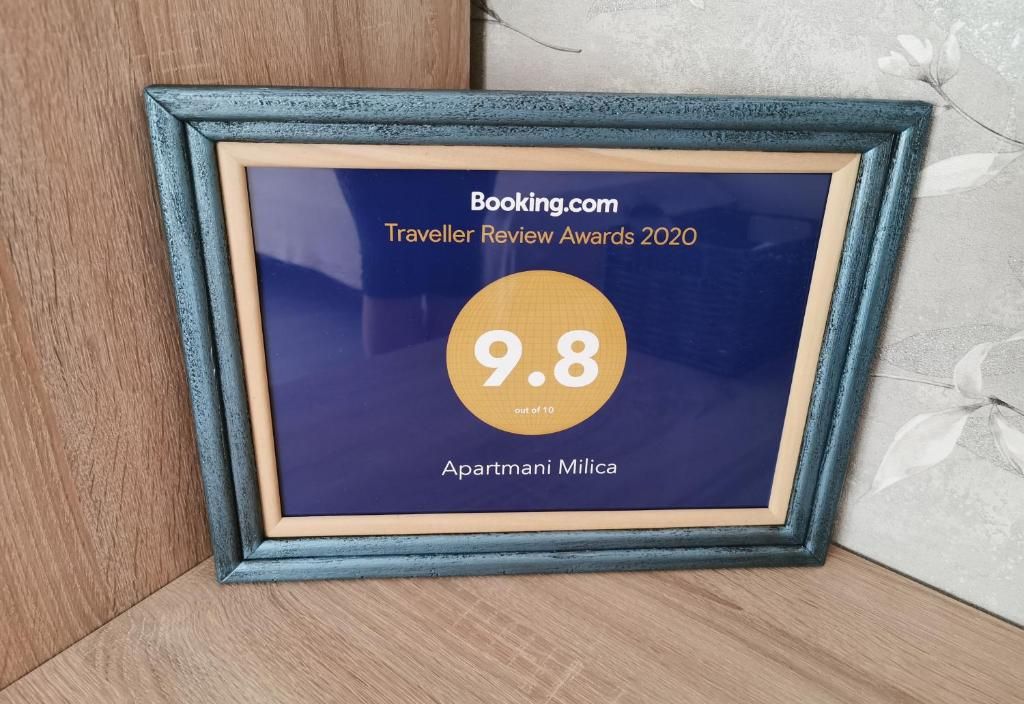 Booking.com
Traveller Review Awards 2020
9.8
out of 10
Apartmani Milica